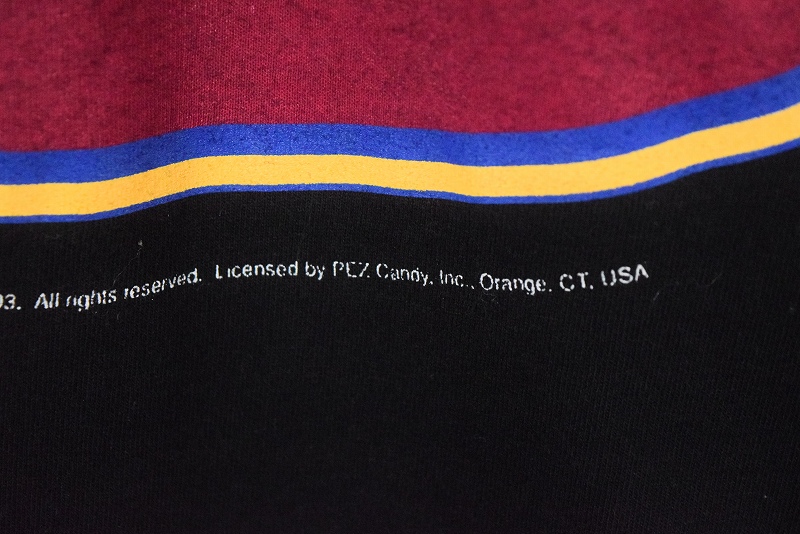 93. All rights reserved. Licensed by PEZ Candy, Inc., Orange, CT, USA